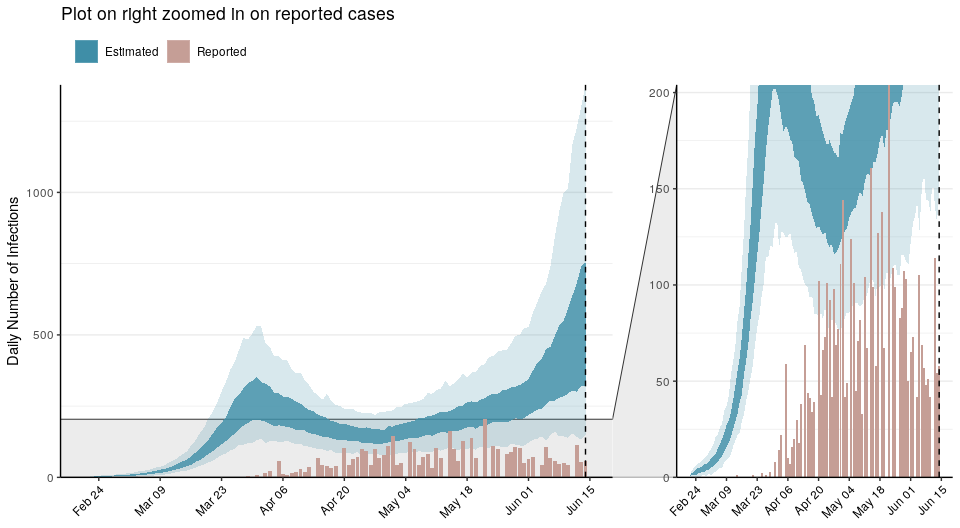 Plot on right zoomed in on reported cases
Estimated Reported
Daily Number of Infections
1000
500
0
Feb 24 Mar 09 Mar 23 Apr 06 Apr 20 May 04 May 18 Jun 01 Jun 15
200
150
100
50
0
Feb 24 Mar 09 Mar 23 Apr 06 Apr 20 May 04 May 18 Jun 01 Jun 15